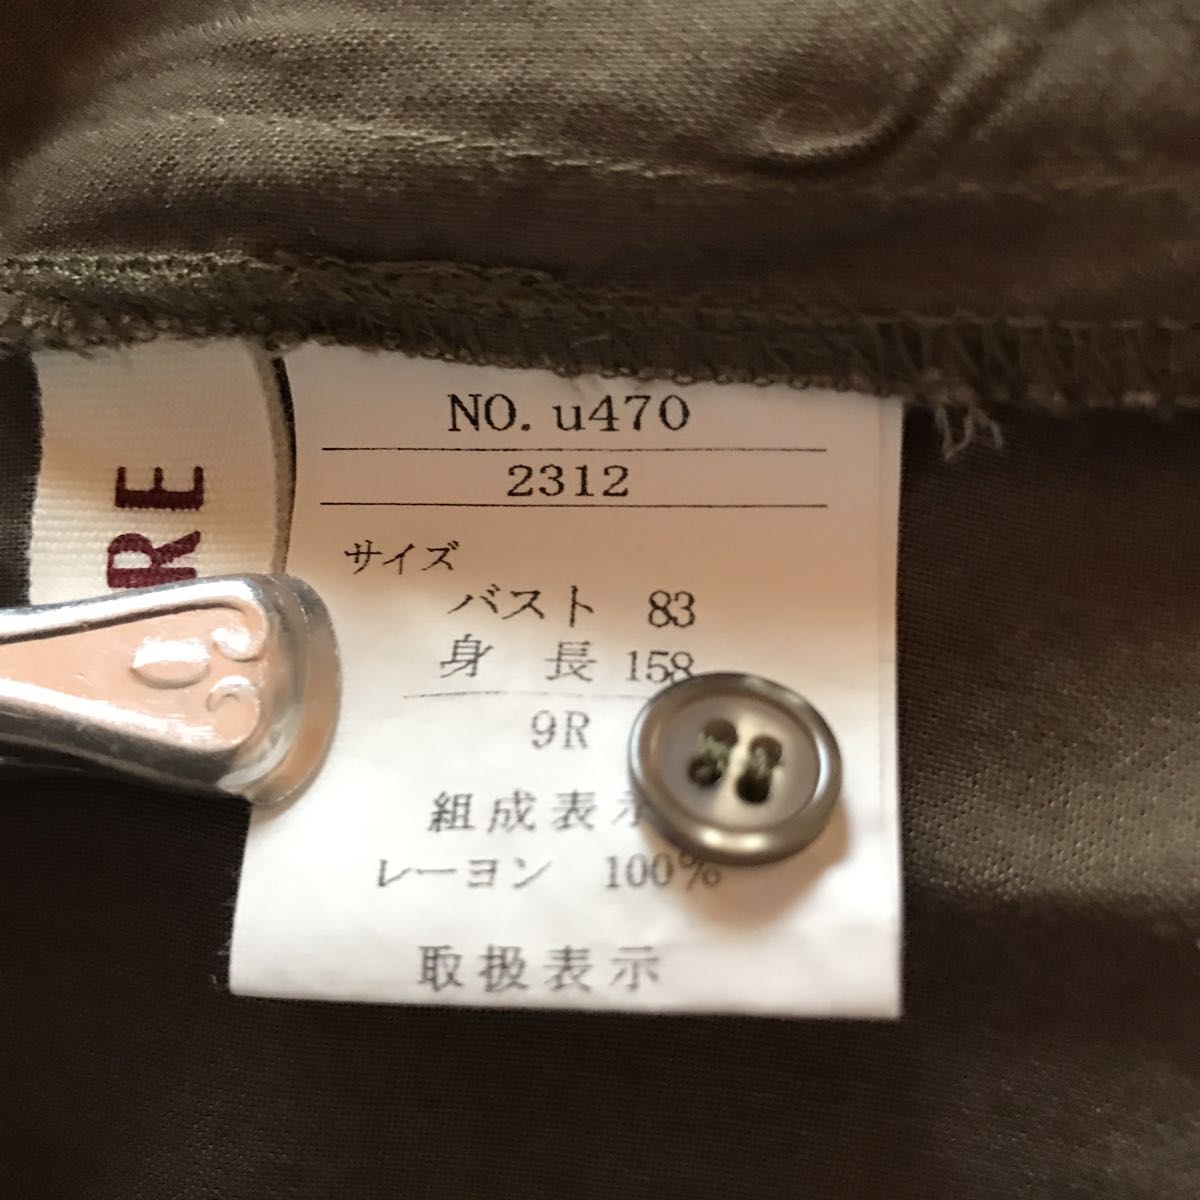 RE
NO. u470
2312
サイズ
バスト 83
身 長 158
9R
組成表示
レーヨン 100%
取扱表示